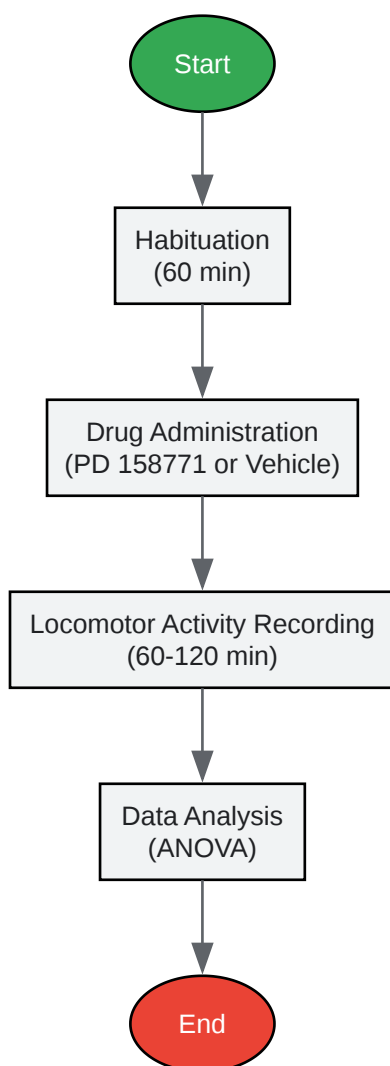 Start
Habituation
(60 min)
Drug Administration
(PD 158771 or Vehicle)
Locomotor Activity Recording
(60-120 min)
Data Analysis
(ANOVA)
End